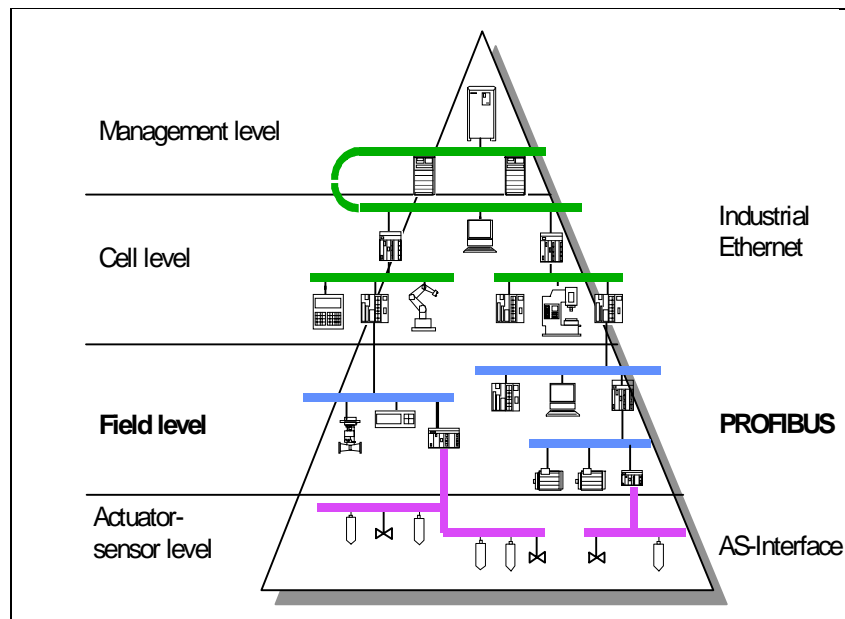 Management level
Industrial
Ethernet
Cell level
Field level
PROFIBUS
Actuator-
sensor level
AS-Interface